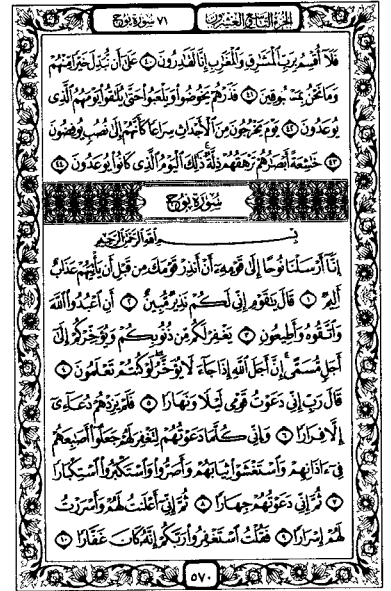 الجزء التاسع والعشرون
٧١ سورة نوح
فَلَآ أُقْسِمُ بِرَبِّ ٱلْمَشَٰرِقِ وَٱلْمَغَٰرِبِ إِنَّا لَقَٰدِرُونَ ٤٠ عَلَىٰٓ أَن نُّبَدِّلَ خَيْرًا مِّنْهُمْ
وَمَا نَحْنُ بِمَسْبُوقِينَ ٤١ فَذَرْهُمْ يَخُوضُوا۟ وَيَلْعَبُوا۟ حَتَّىٰ يُلَٰقُوا۟ يَوْمَهُمُ ٱلَّذِى
يُوعَدُونَ ٤٢ يَوْمَ يَخْرُجُونَ مِنَ ٱلْأَجْدَاثِ سِرَاعًا كَأَنَّهُمْ إِلَىٰ نُصُبٍ يُوفِضُونَ
٤٣ خَٰشِعَةً أَبْصَٰرُهُمْ تَرْهَقُهُمْ ذِلَّةٌ ۚ ذَٰلِكَ ٱلْيَوْمُ ٱلَّذِى كَانُوا۟ يُوعَدُونَ ٤٤
سُورَةُ نُوحٍ
بِسْمِ ٱللَّهِ ٱلرَّحْمَٰنِ ٱلرَّحِيمِ
إِنَّآ أَرْسَلْنَا نُوحًا إِلَىٰ قَوْمِهِۦٓ أَنْ أَنذِرْ قَوْمَكَ مِن قَبْلِ أَن يَأْتِيَهُمْ عَذَابٌ
أَلِيمٌ ١ قَالَ يَٰقَوْمِ إِنِّى لَكُمْ نَذِيرٌ مُّبِينٌ ٢ أَنِ ٱعْبُدُوا۟ ٱللَّهَ
وَٱتَّقُوهُ وَأَطِيعُونِ ٣ يَغْفِرْ لَكُم مِّن ذُنُوبِكُمْ وَيُؤَخِّرْكُمْ إِلَىٰٓ
أَجَلٍ مُّسَمًّى ۚ إِنَّ أَجَلَ ٱللَّهِ إِذَا جَآءَ لَا يُؤَخَّرُ ۖ لَوْ كُنتُمْ تَعْلَمُونَ ٤
قَالَ رَبِّ إِنِّى دَعَوْتُ قَوْمِى لَيْلًا وَنَهَارًا ٥ فَلَمْ يَزِدْهُمْ دُعَآءِىٓ
إِلَّا فِرَارًا ٦ وَإِنِّى كُلَّمَا دَعَوْتُهُمْ لِتَغْفِرَ لَهُمْ جَعَلُوٓا۟ أَصَٰبِعَهُمْ
فِىٓ ءَاذَانِهِمْ وَٱسْتَغْشَوْا۟ ثِيَابَهُمْ وَأَصَرُّوا۟ وَٱسْتَكْبَرُوا۟ ٱسْتِكْبَارًا
٧ ثُمَّ إِنِّى دَعَوْتُهُمْ جِهَارًا ٨ ثُمَّ إِنِّىٓ أَعْلَنتُ لَهُمْ وَأَسْرَرْتُ
لَهُمْ إِسْرَارًا ٩ فَقُلْتُ ٱسْتَغْفِرُوا۟ رَبَّكُمْ إِنَّهُۥ كَانَ غَفَّارًا ١٠
٥٧٠